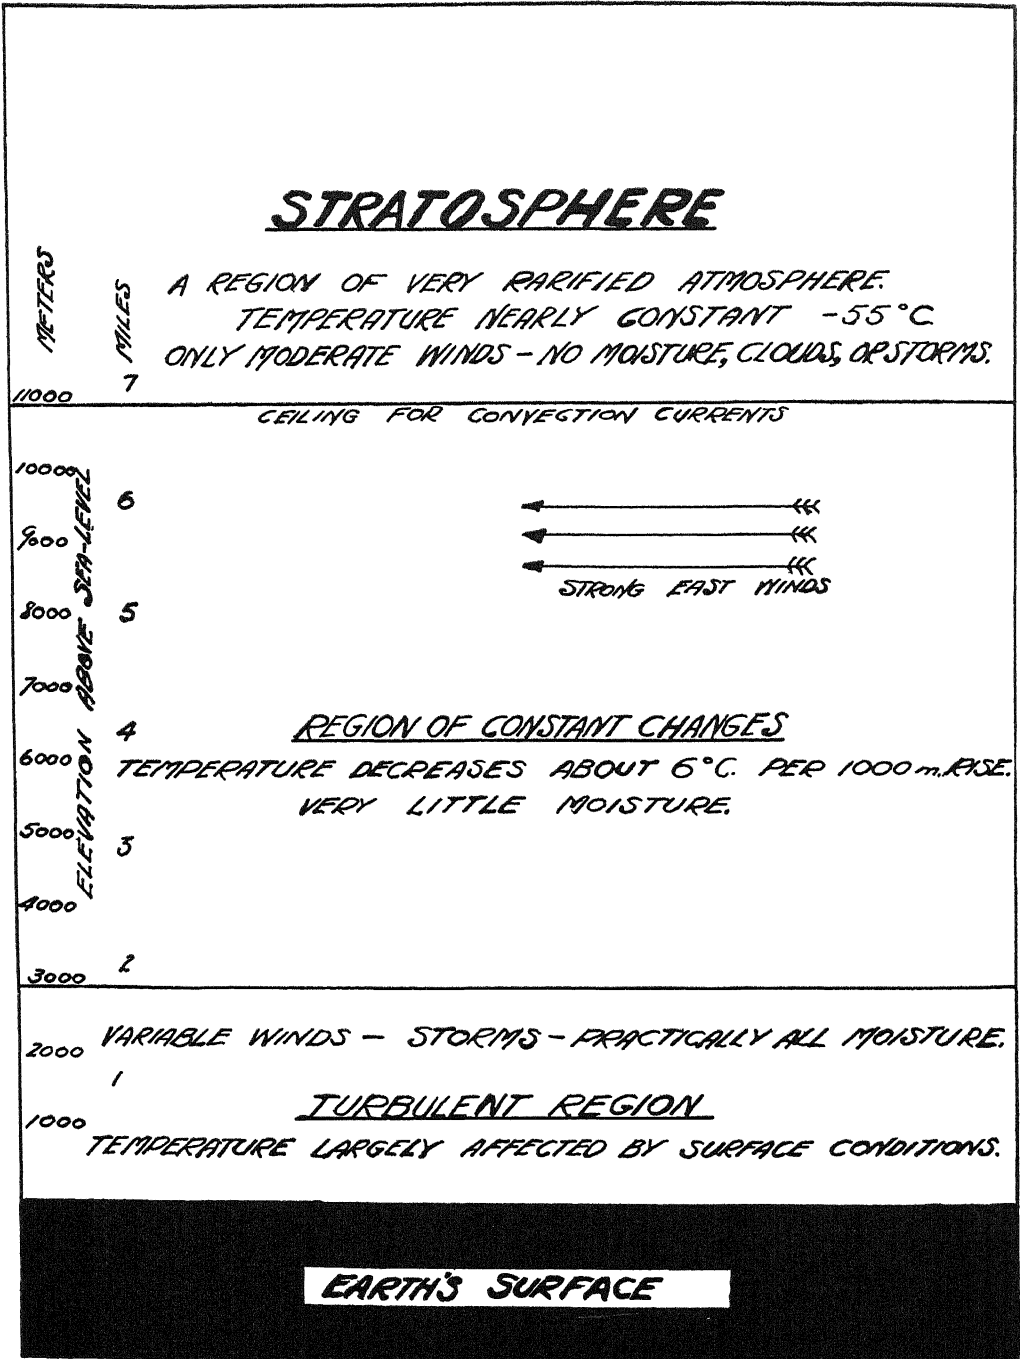 STRATOSPHERE
METERS
MILES
A REGION OF VERY RARIFIED ATMOSPHERE.
TEMPERATURE NEARLY CONSTANT -55°C
ONLY MODERATE WINDS - NO MOISTURE, CLOUDS, OR STORMS.
7
11000
CEILING FOR CONVECTION CURRENTS
10000
6
9000
STRONG EAST WINDS
8000
5
ELEVATION ABOVE SEA-LEVEL
7000
4
REGION OF CONSTANT CHANGES
6000
TEMPERATURE DECREASES ABOUT 6°C. PER 1000 m. RISE.
VERY LITTLE MOISTURE.
5000
3
4000
2
3000
VARIABLE WINDS - STORMS - PRACTICALLY ALL MOISTURE.
2000
1
TURBULENT REGION
1000
TEMPERATURE LARGELY AFFECTED BY SURFACE CONDITIONS.
EARTH'S SURFACE